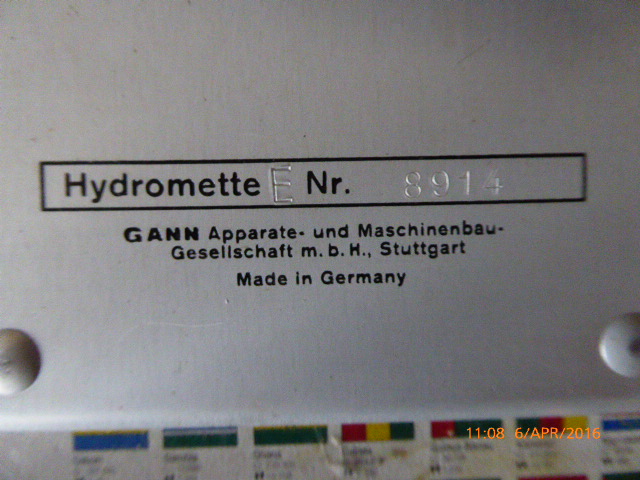 Hydromette E Nr. 8914
GANN Apparate- und Maschinenbau-
Gesellschaft m.b.H., Stuttgart
Made in Germany
11:08 6/APR/2016